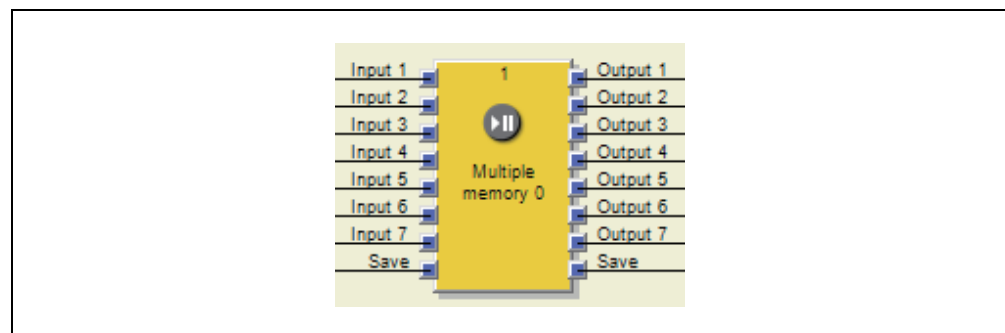 Input 1 1 Output 1
Input 2 Output 2
Input 3 Output 3
Input 4 Output 4
Multiple
Input 5 Output 5
memory 0
Input 6 Output 6
Input 7 Output 7
Save Save